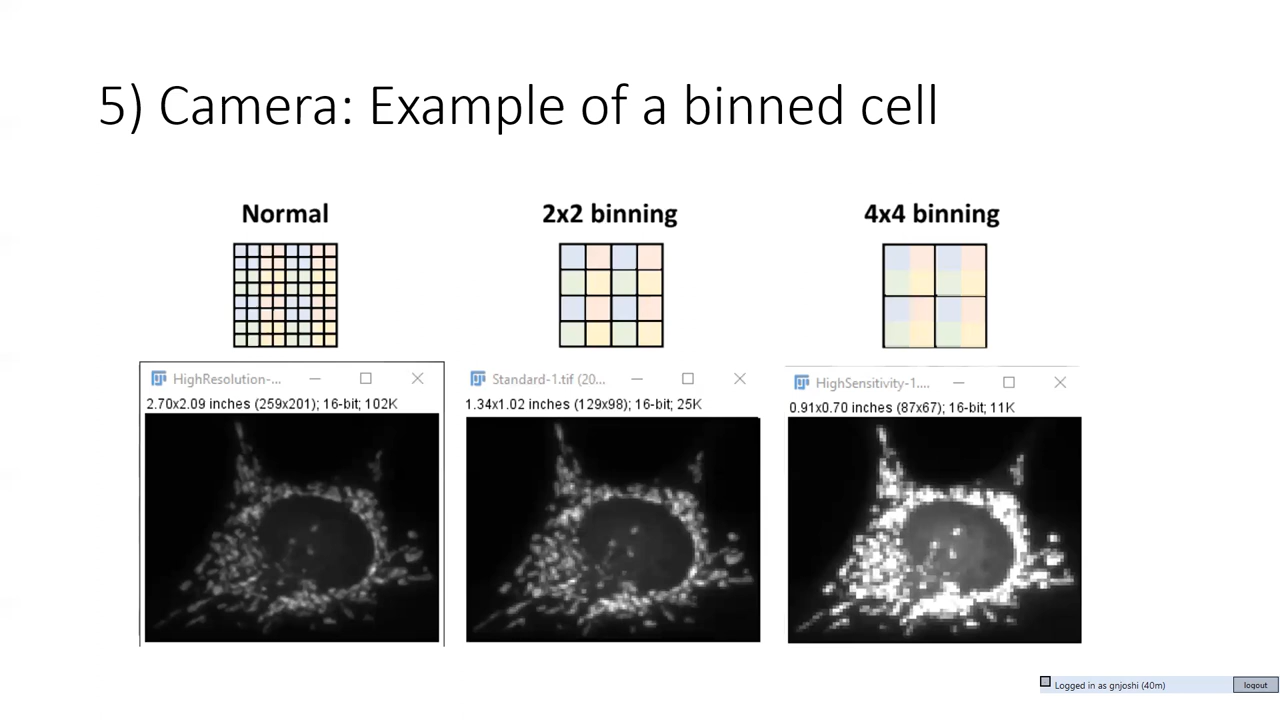 5) Camera: Example of a binned cell
Normal
2x2 binning
4x4 binning
HighResolution-...
2.70x2.09 inches (259x201); 16-bit; 102K
Standard-1.tif (20...
1.34x1.02 inches (129x98); 16-bit; 25K
HighSensitivity-1....
0.91x0.70 inches (87x67); 16-bit; 11K
Logged in as gnjoshi (40m)
logout